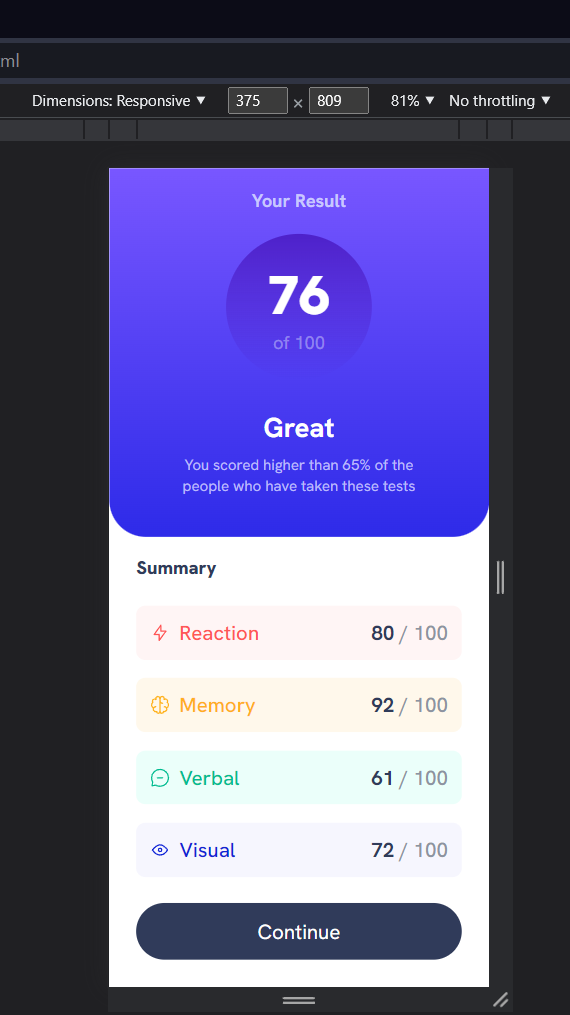 ml
Dimensions: Responsive ▼ 375 × 809 81% ▼ No throttling ▼
Your Result
76
of 100
Great
You scored higher than 65% of the
people who have taken these tests
Summary
Reaction 80 / 100
Memory 92 / 100
Verbal 61 / 100
Visual 72 / 100
Continue